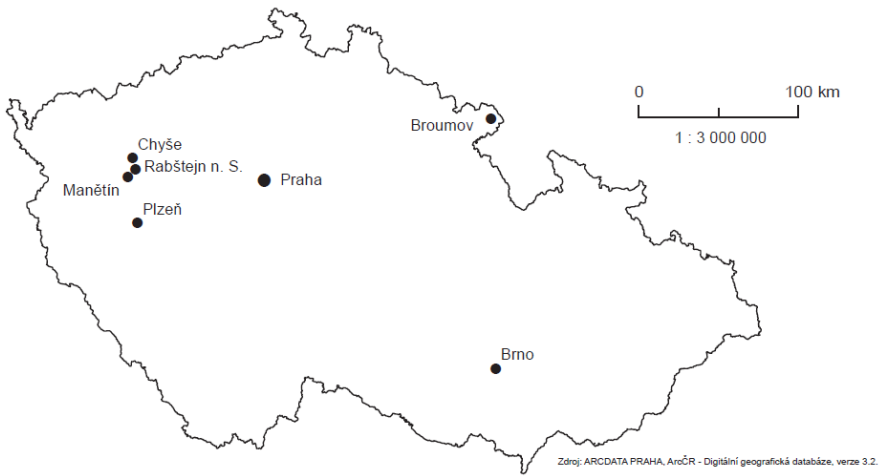 0 100 km
1 : 3 000 000
Broumov
Chyše
Rabštejn n. S.
Manětín
Praha
Plzeň
Brno
Zdroj: ARCDATA PRAHA, AroČR - Digitální geografická databáze, verze 3.2.